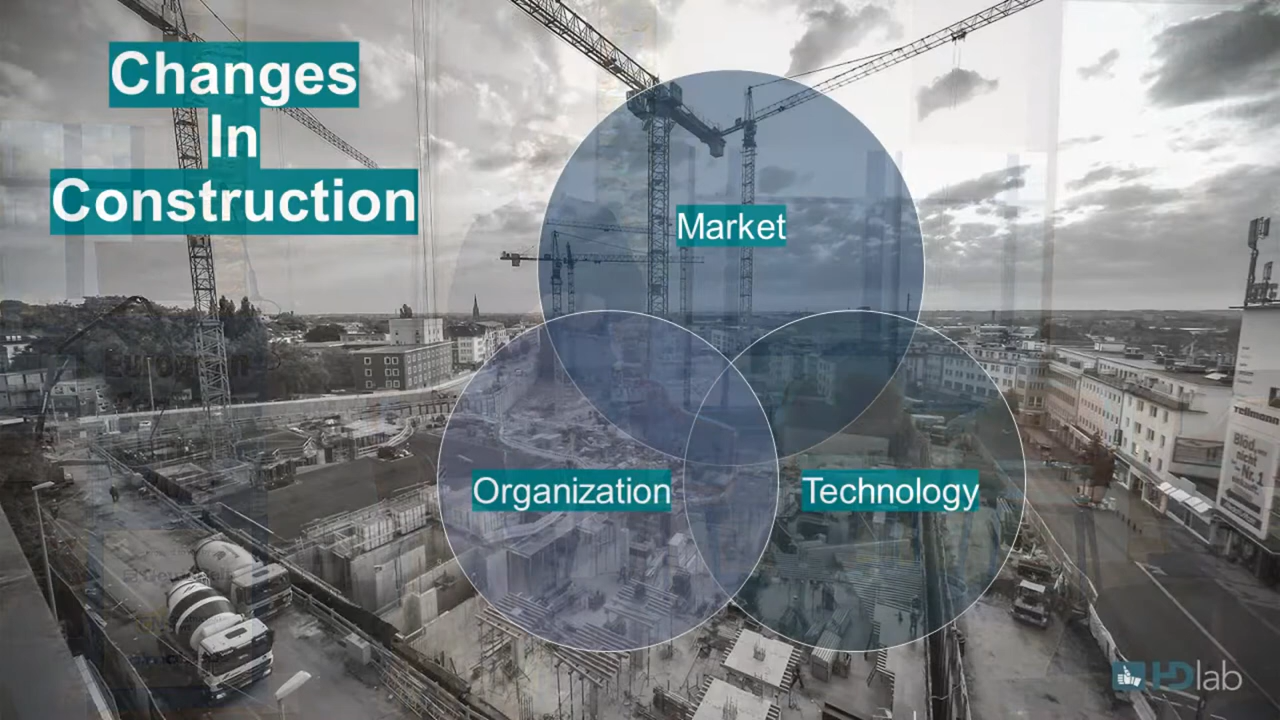 Changes
In
Construction
Market
Organization
Technology
HDlab